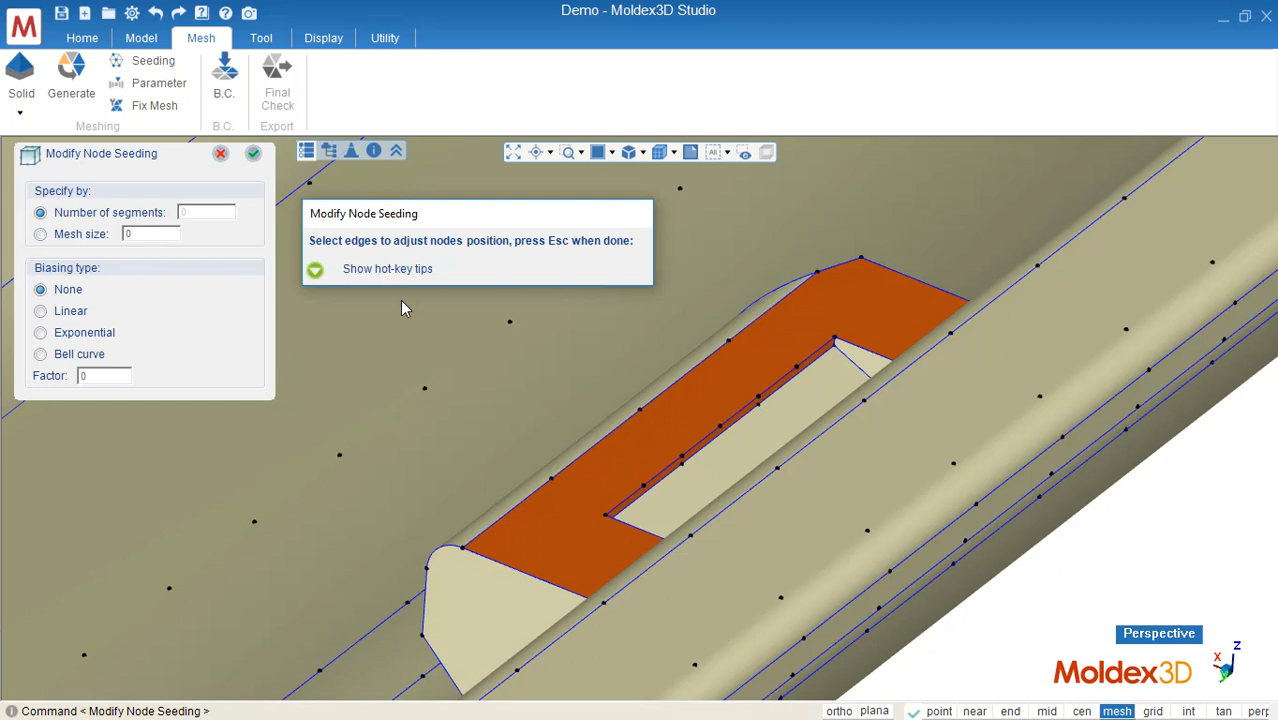 Demo - Moldex3D Studio
M
Home Model Mesh Tool Display Utility
Solid
Generate
Seeding
Parameter
Fix Mesh
B.C.
Final
Check
Meshing
B.C.
Export
Modify Node Seeding
Specify by:
Number of segments: 0
Mesh size: 0
Biasing type:
None
Linear
Exponential
Bell curve
Factor: 0
All
Modify Node Seeding
Select edges to adjust nodes position, press Esc when done:
Show hot-key tips
Perspective
Moldex3D
X
Z
Command < Modify Node Seeding >
ortho plana point near end mid cen mesh grid int tan perp